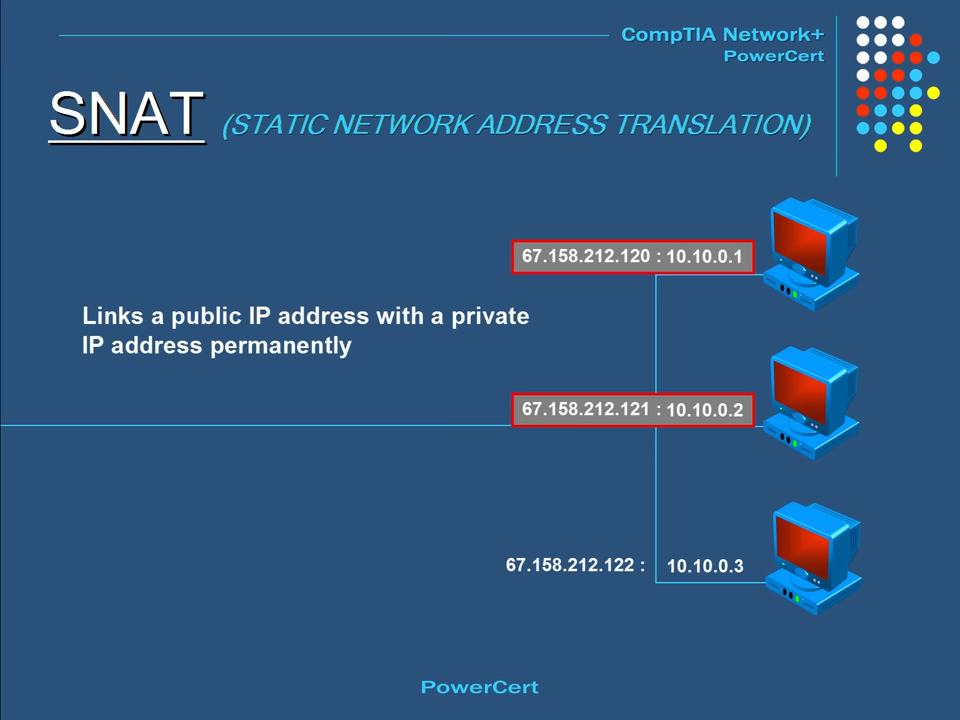 CompTIA Network+
PowerCert
SNAT (STATIC NETWORK ADDRESS TRANSLATION)
67.158.212.120 : 10.10.0.1
Links a public IP address with a private
IP address permanently
67.158.212.121 : 10.10.0.2
67.158.212.122 : 10.10.0.3
PowerCert